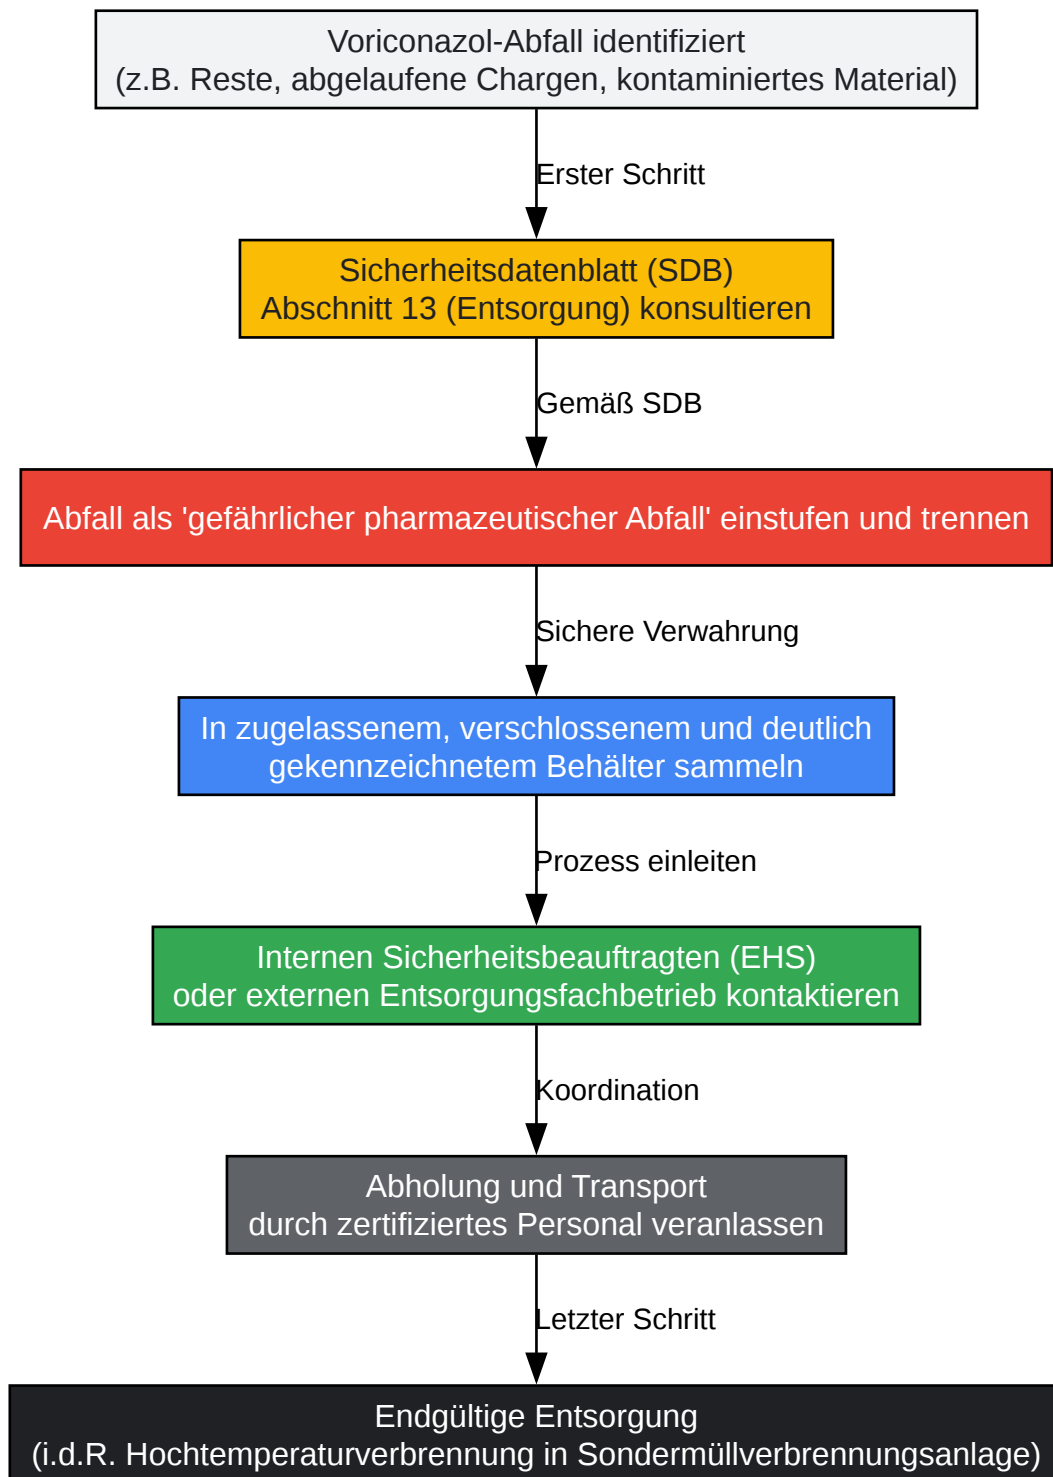 Voriconazol-Abfall identifiziert
(z.B. Reste, abgelaufene Chargen, kontaminiertes Material)
Erster Schritt
Sicherheitsdatenblatt (SDB)
Abschnitt 13 (Entsorgung) konsultieren
Gemäß SDB
Abfall als 'gefährlicher pharmazeutischer Abfall' einstufen und trennen
Sichere Verwahrung
In zugelassenem, verschlossenem und deutlich
gekennzeichnetem Behälter sammeln
Prozess einleiten
Internen Sicherheitsbeauftragten (EHS)
oder externen Entsorgungsfachbetrieb kontaktieren
Koordination
Abholung und Transport
durch zertifiziertes Personal veranlassen
Letzter Schritt
Endgültige Entsorgung
(i.d.R. Hochtemperaturverbrennung in Sondermüllverbrennungsanlage)